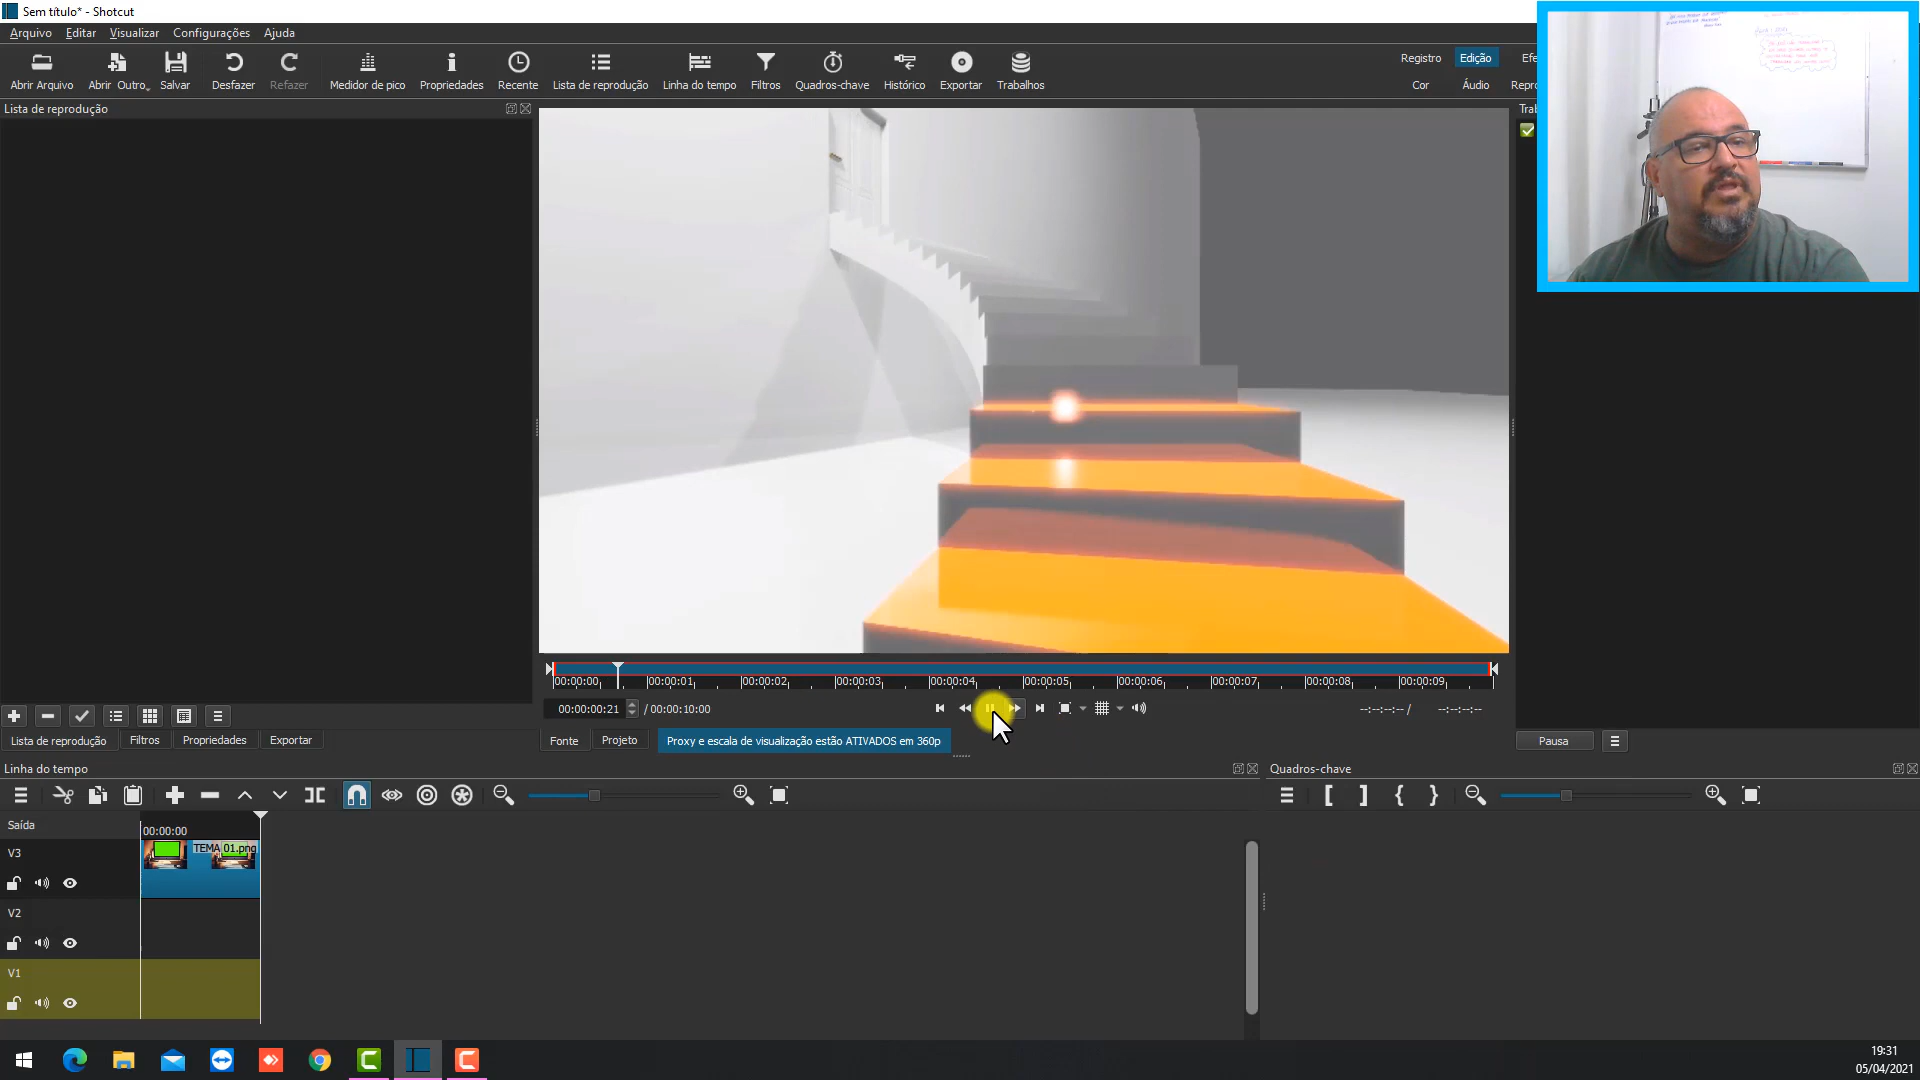 Sem título* - Shotcut
Arquivo Editar Visualizar Configurações Ajuda
Abrir Arquivo Abrir Outro Salvar Desfazer Refazer Medidor de pico Propriedades Recente Lista de reprodução Linha do tempo Filtros Quadros-chave Histórico Exportar Trabalhos
Registro Edição Efe
Cor Áudio Repro
Lista de reprodução
Trab
00:00:00 00:00:01 00:00:02 00:00:03 00:00:04 00:00:05 00:00:06 00:00:07 00:00:08 00:00:09
00:00:00:21 / 00:00:10:00 --:--:--:-- / --:--:--:--
Lista de reprodução Filtros Propriedades Exportar
Fonte Projeto Proxy e escala de visualização estão ATIVADOS em 360p
Pausa
Linha do tempo
Quadros-chave
Saída
00:00:00
V3
TEMA 01.png
V2
V1
19:31
05/04/2021